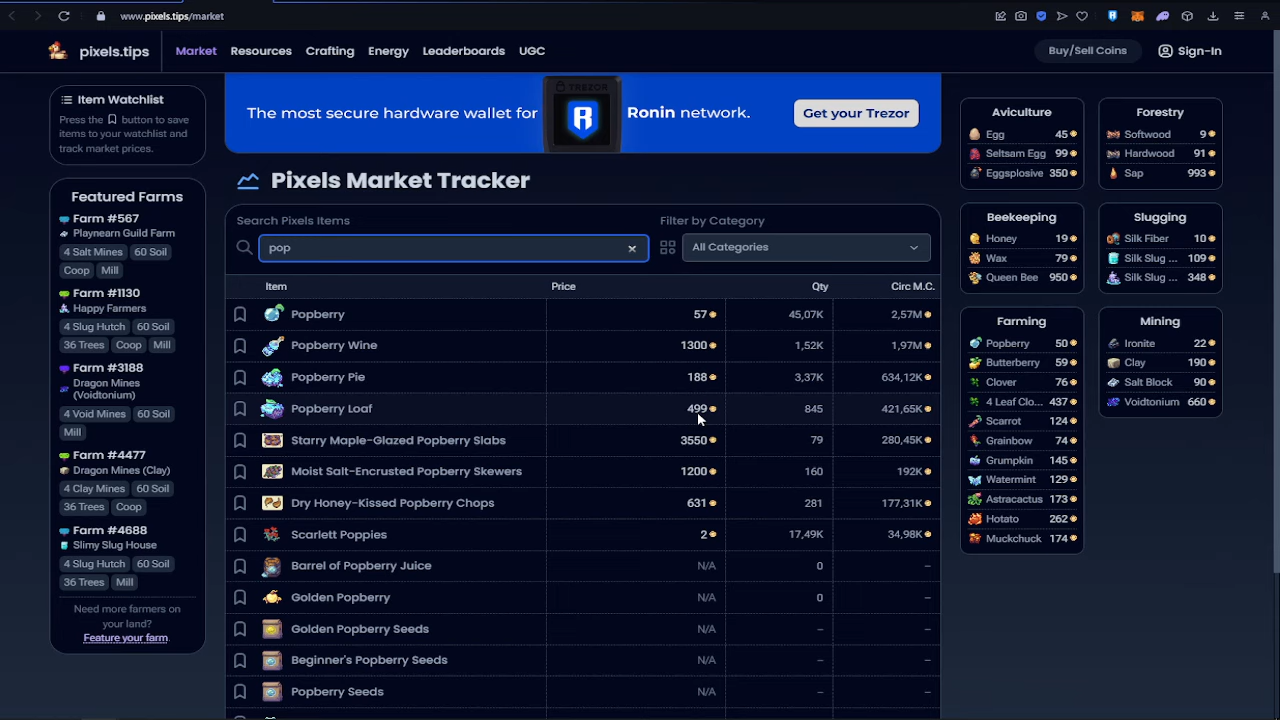 www.pixels.tips/market
pixels.tips
Market
Resources
Crafting
Energy
Leaderboards
UGC
Buy/Sell Coins
Sign-In
Item Watchlist
Press the button to save
items to your watchlist and
track market prices.
Featured Farms
Farm #567
Playnearn Guild Farm
4 Salt Mines 60 Soil
Coop Mill
Farm #1130
Happy Farmers
4 Slug Hutch 60 Soil
36 Trees Coop Mill
Farm #3188
Dragon Mines
(Voidtonium)
4 Void Mines 60 Soil
Mill
Farm #4477
Dragon Mines (Clay)
4 Clay Mines 60 Soil
36 Trees Coop
Farm #4688
Slimy Slug House
4 Slug Hutch 60 Soil
36 Trees Mill
Need more farmers on
your land?
Feature your farm.
TREZOR
The most secure hardware wallet for
Ronin network.
Get your Trezor
Pixels Market Tracker
Search Pixels Items
Filter by Category
pop
All Categories
Item Price Qty Circ M.C.
Popberry 57 45,07K 2,57M
Popberry Wine 1300 1,52K 1,97M
Popberry Pie 188 3,37K 634,12K
Popberry Loaf 499 845 421,65K
Starry Maple-Glazed Popberry Slabs 3550 79 280,45K
Moist Salt-Encrusted Popberry Skewers 1200 160 192K
Dry Honey-Kissed Popberry Chops 631 281 177,31K
Scarlett Poppies 2 17,49K 34,98K
Barrel of Popberry Juice N/A 0 –
Golden Popberry N/A 0 –
Golden Popberry Seeds N/A – –
Beginner's Popberry Seeds N/A – –
Popberry Seeds N/A – –
Aviculture
Egg 45
Seltsam Egg 99
Eggsplosive 350
Forestry
Softwood 9
Hardwood 91
Sap 993
Beekeeping
Honey 19
Wax 79
Queen Bee 950
Slugging
Silk Fiber 10
Silk Slug ... 109
Silk Slug ... 348
Farming
Popberry 50
Butterberry 59
Clover 76
4 Leaf Clo... 437
Scarrot 124
Grainbow 74
Grumpkin 145
Watermint 129
Astracactus 173
Hotato 262
Muckchuck 174
Mining
Ironite 22
Clay 190
Salt Block 90
Voidtonium 660